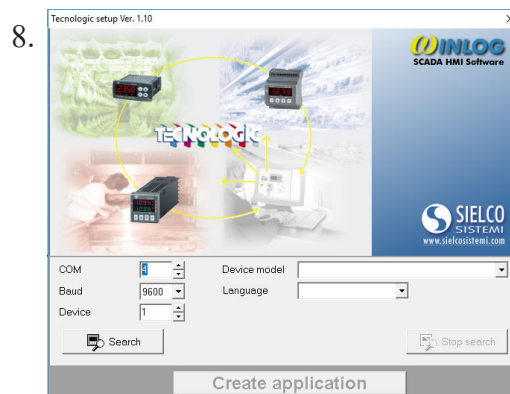 8.
Tecnologic setup Ver. 1.10
WINLOG
SCADA HMI Software
TECNOLOGIC
SIELCO
SISTEMI
www.sielcosistemi.com
COM 4 Device model
Baud 9600 Language
Device 1
Search Stop search
Create application